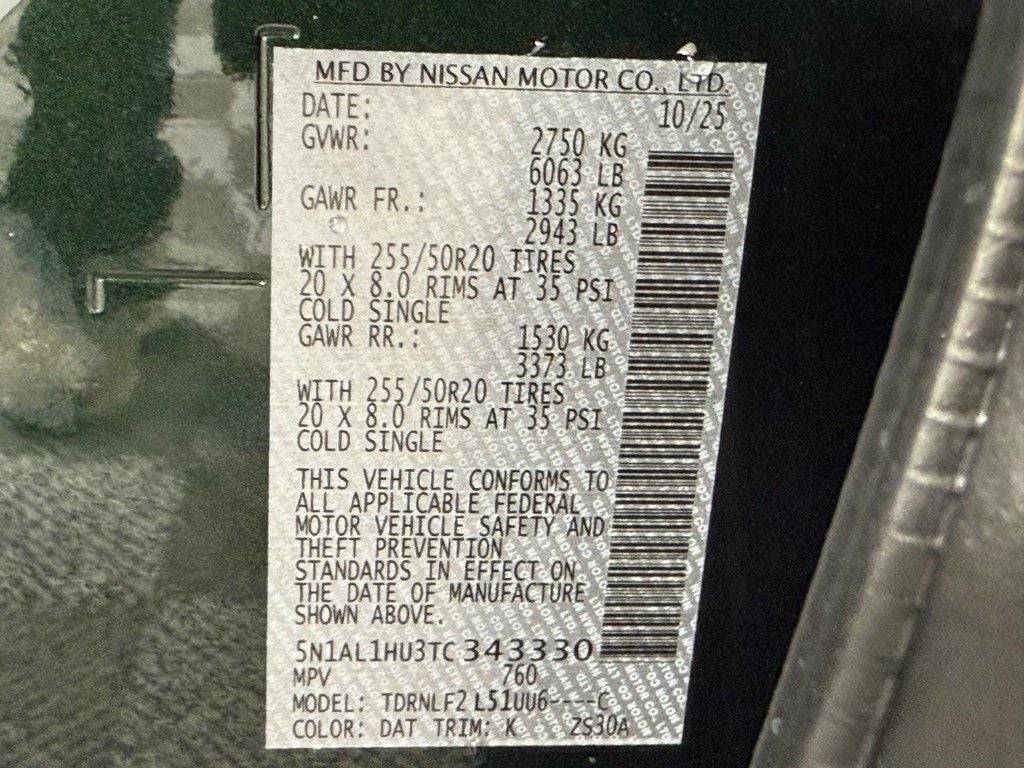 MFD BY NISSAN MOTOR CO., LTD.
DATE: 10/25
GVWR: 2750 KG
6063 LB
GAWR FR.: 1335 KG
2943 LB
WITH 255/50R20 TIRES
20 X 8.0 RIMS AT 35 PSI
COLD SINGLE
GAWR RR.: 1530 KG
3373 LB
WITH 255/50R20 TIRES
20 X 8.0 RIMS AT 35 PSI
COLD SINGLE
THIS VEHICLE CONFORMS TO
ALL APPLICABLE FEDERAL
MOTOR VEHICLE SAFETY AND
THEFT PREVENTION
STANDARDS IN EFFECT ON
THE DATE OF MANUFACTURE
SHOWN ABOVE.
5N1AL1HU3TC343330
MPV 760
MODEL: TDRNLF2 L51UU6----C
COLOR: DAT TRIM: K ZS30A